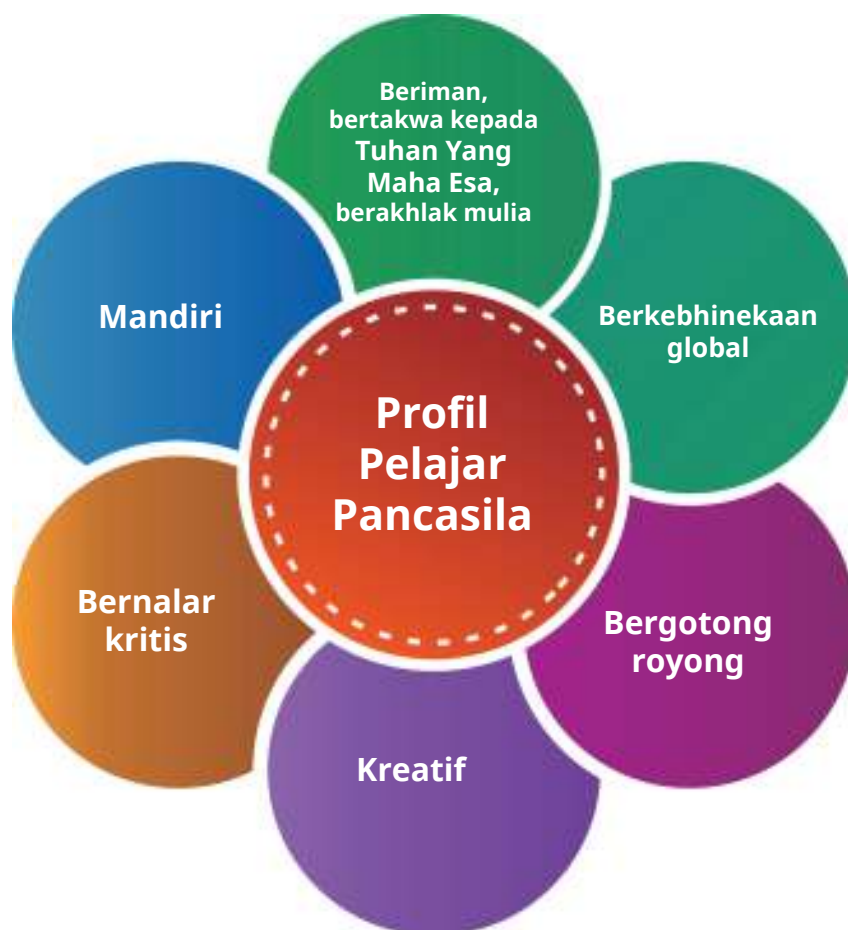 Beriman,
bertakwa kepada
Tuhan Yang
Maha Esa,
berakhlak mulia
Mandiri
Berkebhinekaan
global
Profil
Pelajar
Pancasila
Bernalar
kritis
Bergotong
royong
Kreatif